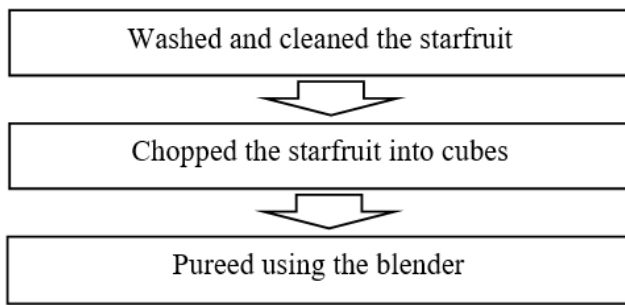 Washed and cleaned the starfruit
Chopped the starfruit into cubes
Pureed using the blender